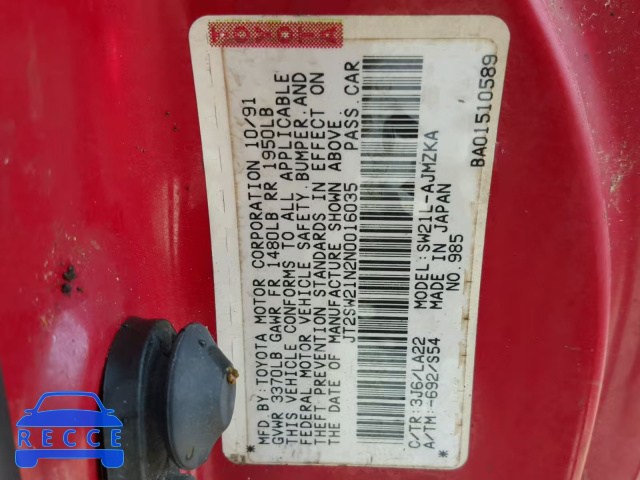 TOYOTA
MFD BY: TOYOTA MOTOR CORPORATION 10/91
GVWR 3370LB GAWR FR 1480LB RR 1950LB
THIS VEHICLE CONFORMS TO ALL APPLICABLE
FEDERAL MOTOR VEHICLE SAFETY, BUMPER, AND
THEFT PREVENTION STANDARDS IN EFFECT ON
THE DATE OF MANUFACTURE SHOWN ABOVE.
JT2SW21N2N0016035 PASS. CAR
C/TR: 3J6/LA22 MODEL: SW21L-AJMZKA
A/TM: -692/S54 MADE IN JAPAN
NO. 985
BA01510589
RECCE